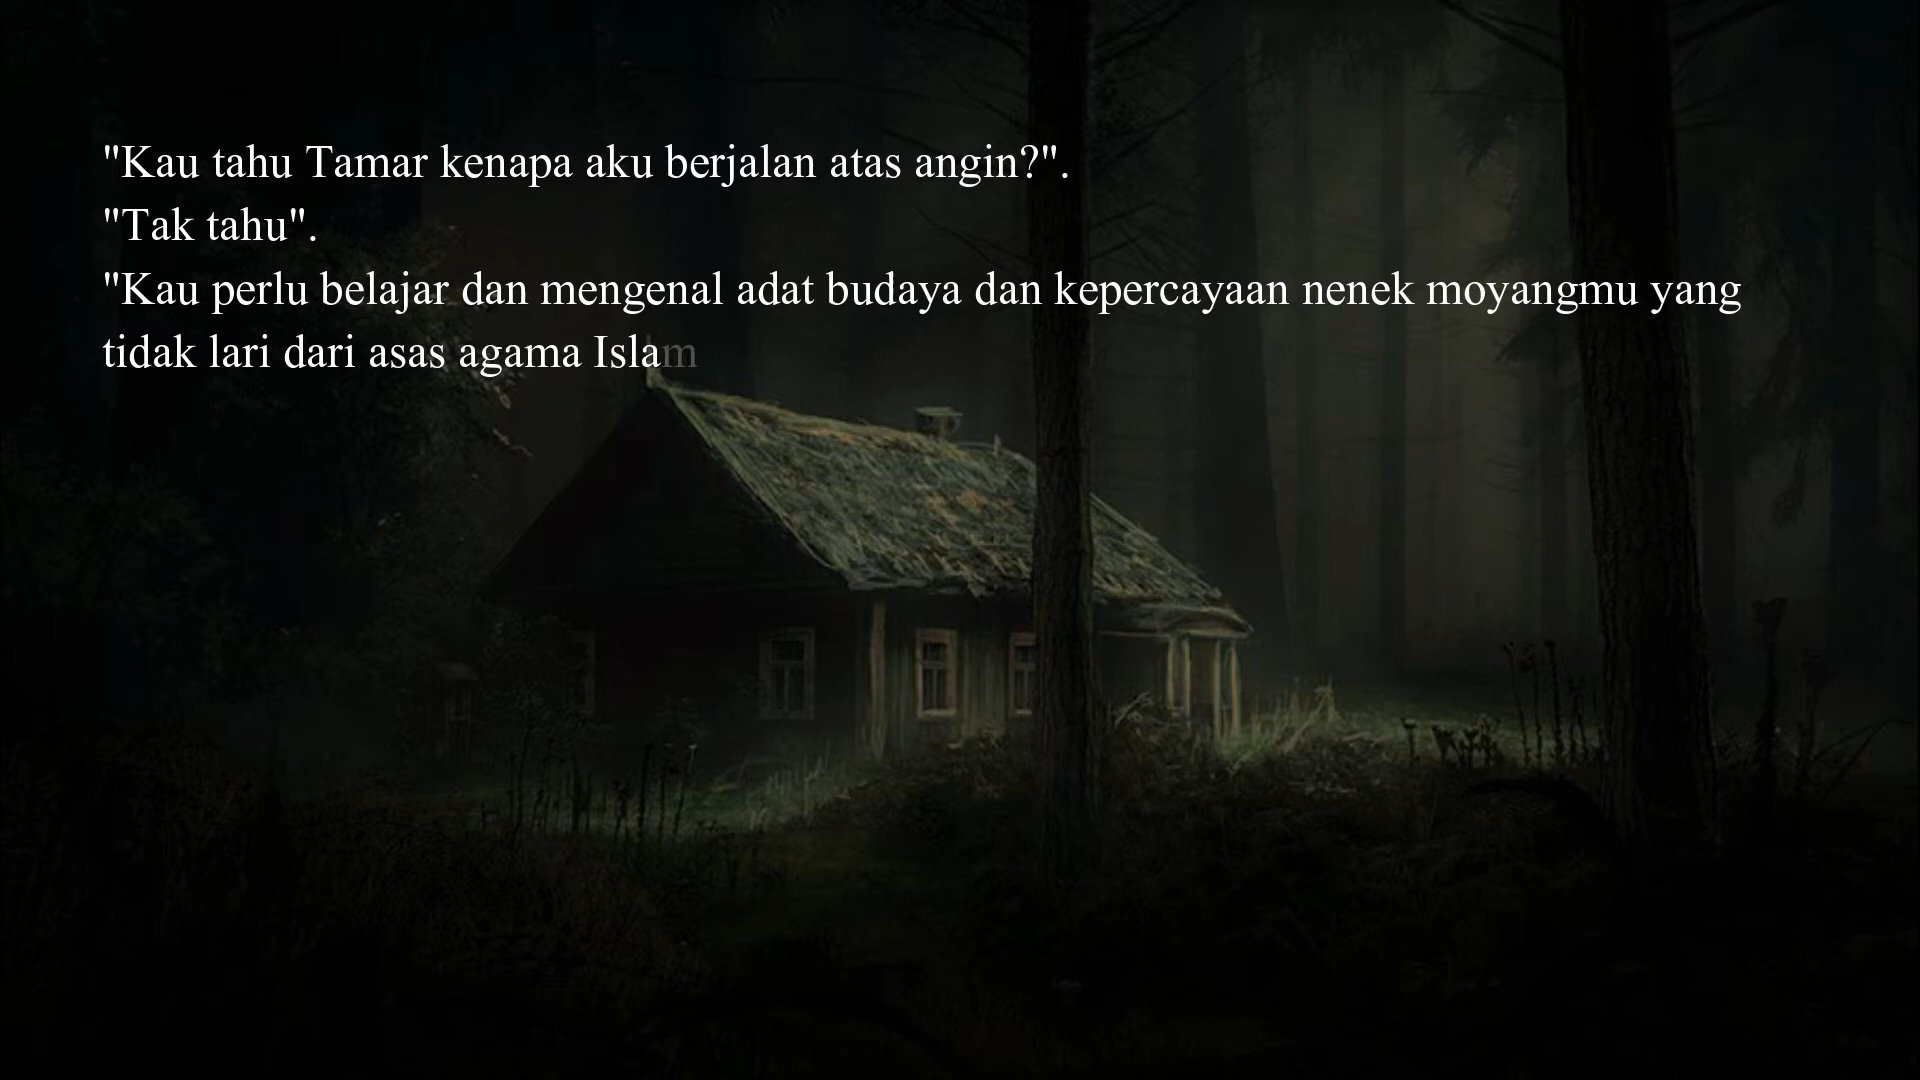 "Kau tahu Tamar kenapa aku berjalan atas angin?".
"Tak tahu".
"Kau perlu belajar dan mengenal adat budaya dan kepercayaan nenek moyangmu yang
tidak lari dari asas agama Islam